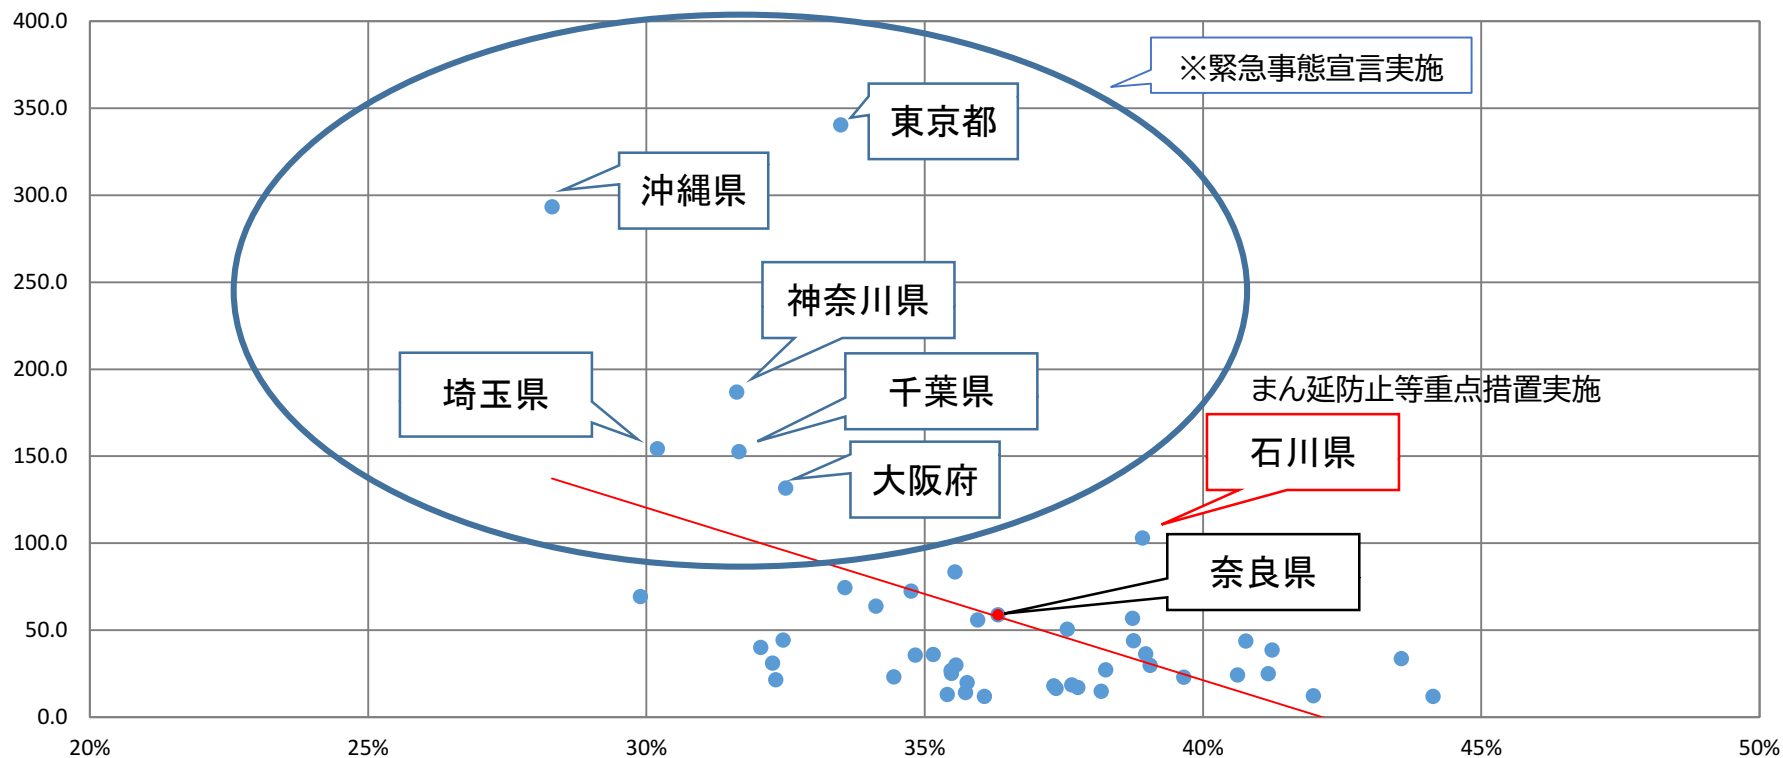 400.0
※緊急事態宣言実施
350.0
東京都
300.0
沖縄県
250.0
神奈川県
200.0
埼玉県
千葉県
まん延防止等重点措置実施
150.0
大阪府
石川県
100.0
奈良県
50.0
0.0
20% 25% 30% 35% 40% 45% 50%